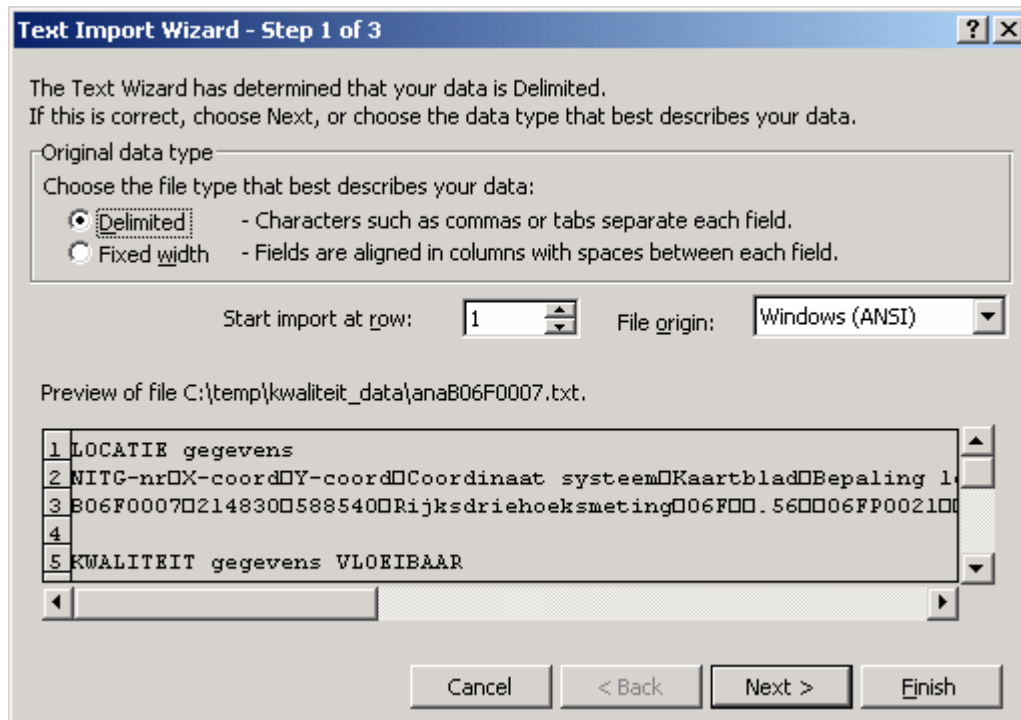 Text Import Wizard - Step 1 of 3
The Text Wizard has determined that your data is Delimited.
If this is correct, choose Next, or choose the data type that best describes your data.
Original data type
Choose the file type that best describes your data:
Delimited - Characters such as commas or tabs separate each field.
Fixed width - Fields are aligned in columns with spaces between each field.
Start import at row: 1 File origin: Windows (ANSI)
Preview of file C:\temp\kwaliteit_data\anaB06F0007.txt.
1 LOCATIE gegevens
2 NITG-nr□X-coord□Y-coord□Coordinaat systeem□Kaartblad□Bepaling
3 B06F0007□214830□588540□Rijksdriehoeksmeting□06F□□.56□□06FP0021□
4
5 KWALITEIT gegevens VLOEIBAAR
Cancel < Back Next > Finish